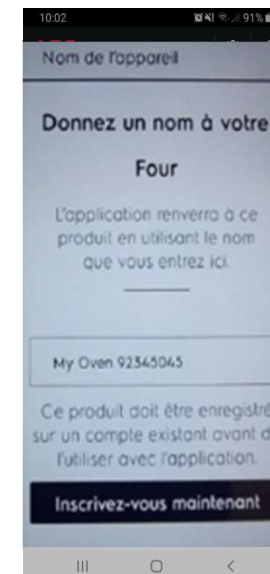 10:02
91%
Nom de l'appareil
Donnez un nom à votre
Four
L'application renverra à ce
produit en utilisant le nom
que vous entrez ici.
My Oven 92345045
Ce produit doit être enregistré
sur un compte existant avant d
l'utiliser avec l'application.
Inscrivez-vous maintenant